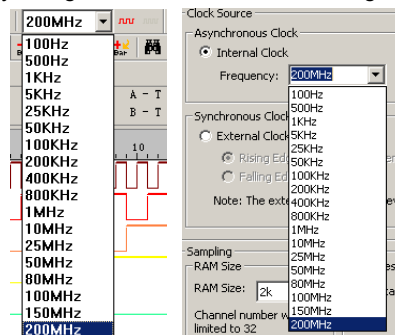 200MHz
100Hz
500Hz
1KHz
5KHz
25KHz
50KHz
100KHz
200KHz
400KHz
800KHz
1MHz
10MHz
25MHz
50MHz
80MHz
100MHz
150MHz
200MHz
Bar
A - T
B - T
10
Clock Source
Asynchronous Clock
Internal Clock
Frequency: 200MHz
100Hz
500Hz
1KHz
5KHz
25KHz
50KHz
100KHz
200KHz
400KHz
800KHz
1MHz
10MHz
25MHz
50MHz
80MHz
100MHz
150MHz
200MHz
Synchronous Clock
External Clock
Rising
Falling
Note: The
Sampling
RAM Size
RAM Size: 2k
Channel number
limited to 32